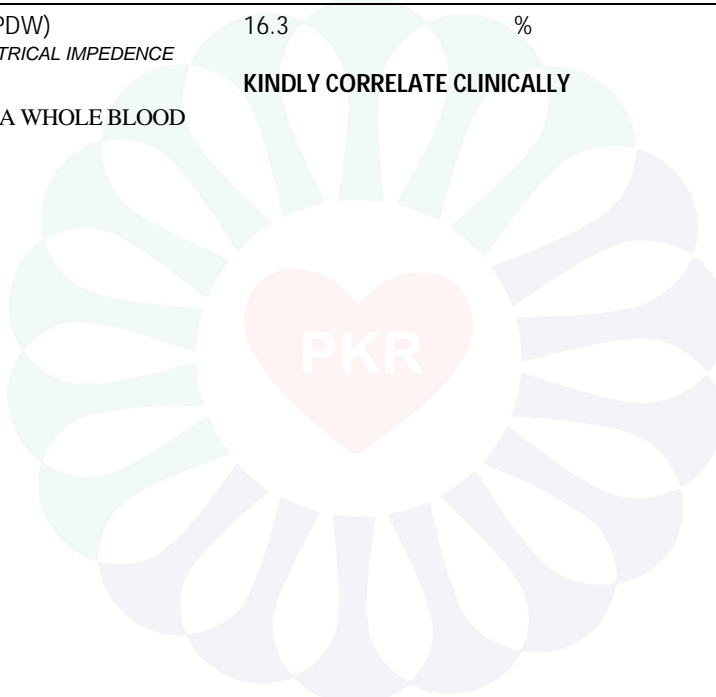 PDW) 16.3 %
TRICAL IMPEDENCE
KINDLY CORRELATE CLINICALLY
A WHOLE BLOOD
PKR